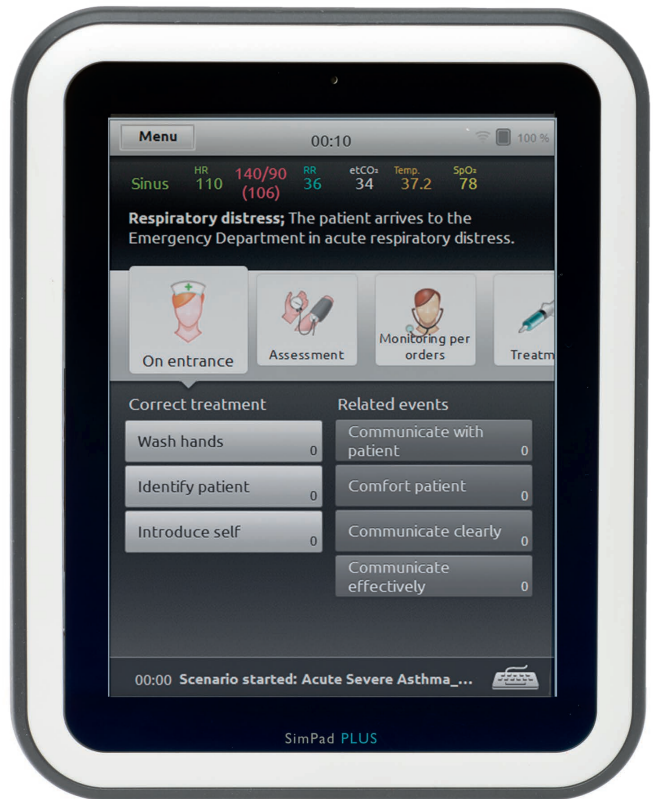 Menu
00:10
100 %
Sinus
HR
110
140/90
(106)
RR
36
etCO₂
34
Temp.
37.2
SpO₂
78
Respiratory distress; The patient arrives to the
Emergency Department in acute respiratory distress.
On entrance
Assessment
Monitoring per
orders
Treatm
Correct treatment
Related events
Wash hands
0
Communicate with
patient
0
Identify patient
0
Comfort patient
0
Introduce self
0
Communicate clearly
0
Communicate
effectively
0
00:00 Scenario started: Acute Severe Asthma_...
SimPad PLUS